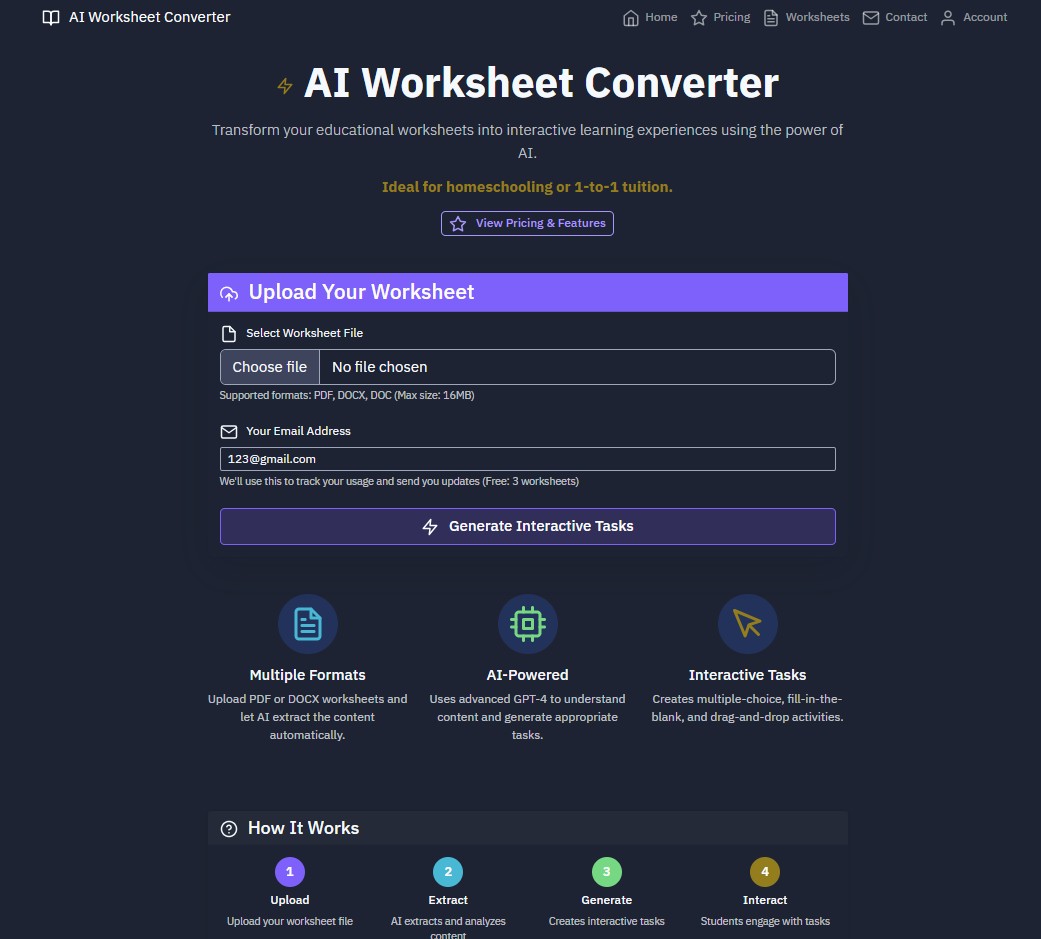 AI Worksheet Converter
Home
Pricing
Worksheets
Contact
Account
AI Worksheet Converter
Transform your educational worksheets into interactive learning experiences using the power of
AI.
Ideal for homeschooling or 1-to-1 tuition.
View Pricing & Features
Upload Your Worksheet
Select Worksheet File
Choose file No file chosen
Supported formats: PDF, DOCX, DOC (Max size: 16MB)
Your Email Address
123@gmail.com
We'll use this to track your usage and send you updates (Free: 3 worksheets)
Generate Interactive Tasks
Multiple Formats
Upload PDF or DOCX worksheets and
let AI extract the content
automatically.
AI-Powered
Uses advanced GPT-4 to understand
content and generate appropriate
tasks.
Interactive Tasks
Creates multiple-choice, fill-in-the-
blank, and drag-and-drop activities.
How It Works
1
Upload
Upload your worksheet file
2
Extract
AI extracts and analyzes
content
3
Generate
Creates interactive tasks
4
Interact
Students engage with tasks